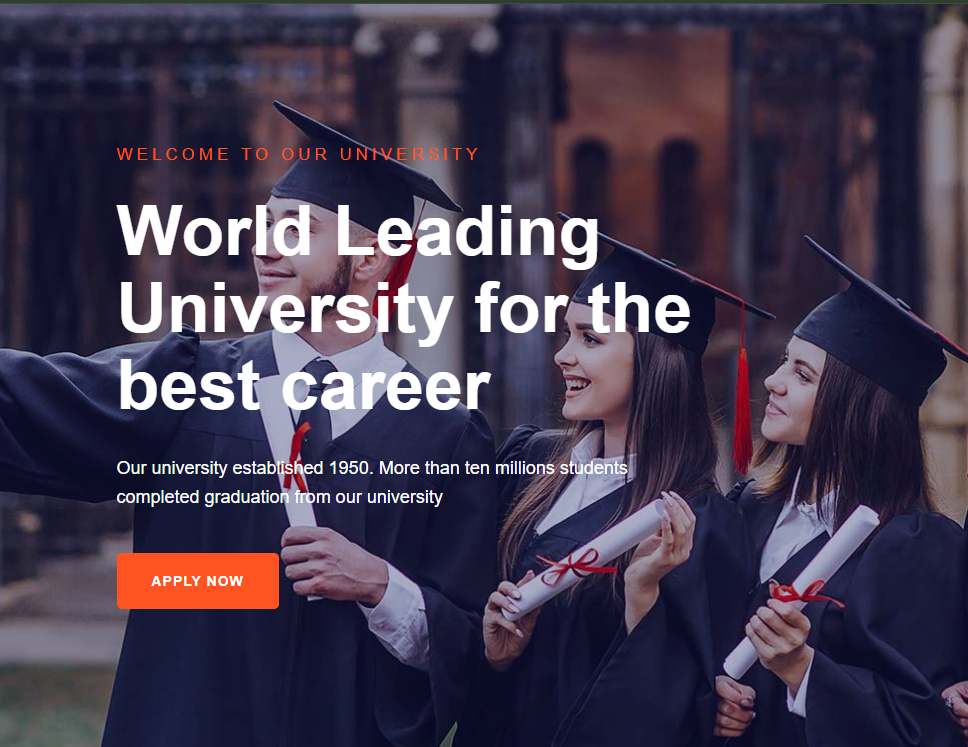 WELCOME TO OUR UNIVERSITY
World Leading
University for the
best career
Our university established 1950. More than ten millions students
completed graduation from our university
APPLY NOW